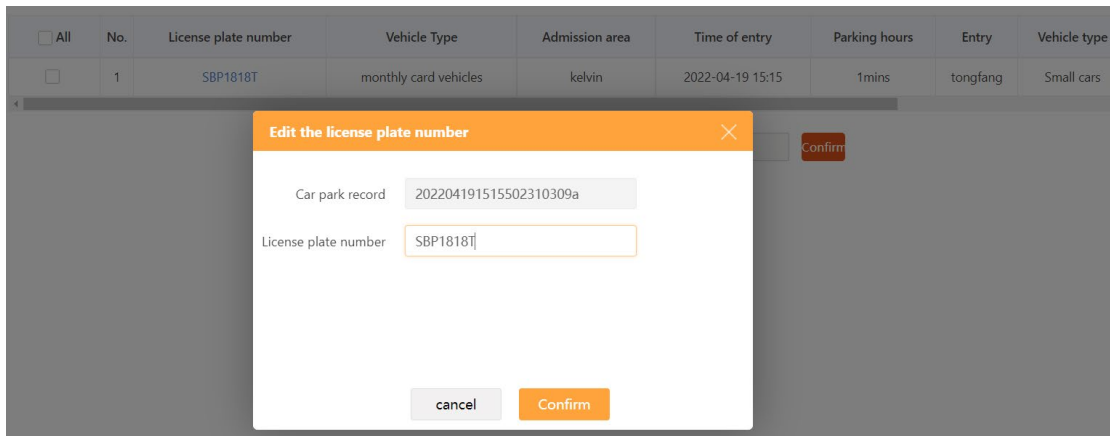 All No. License plate number Vehicle Type Admission area Time of entry Parking hours Entry Vehicle type
1 SBP1818T monthly card vehicles kelvin 2022-04-19 15:15 1mins tongfang Small cars
Edit the license plate number
Confirm
Car park record 202204191515502310309a
License plate number SBP1818T
cancel Confirm